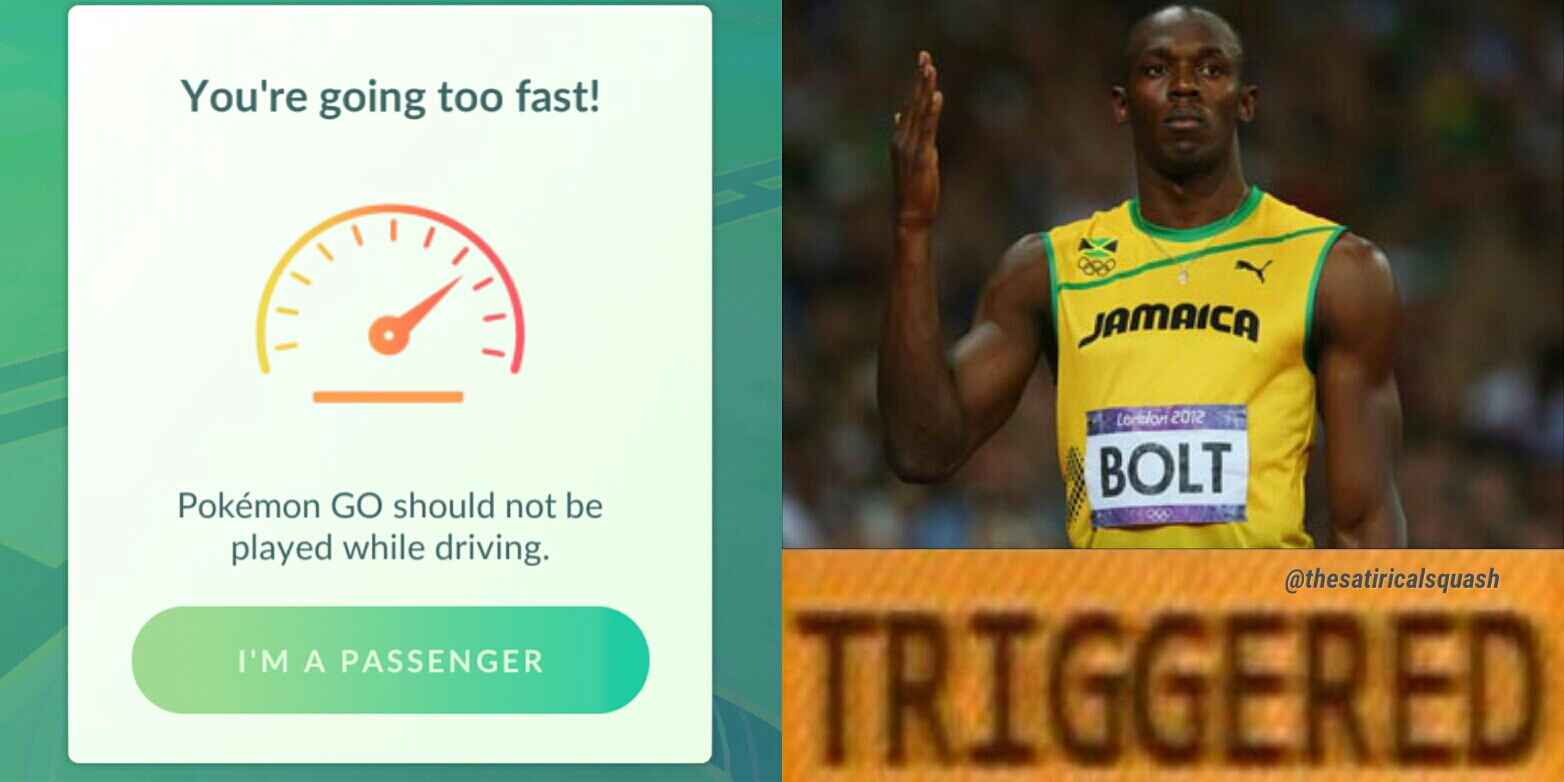 You're going too fast!
Pokémon GO should not be
played while driving.
I'M A PASSENGER
JAMAICA
London 2012
BOLT
@thesatiricalsquash
TRIGGERED